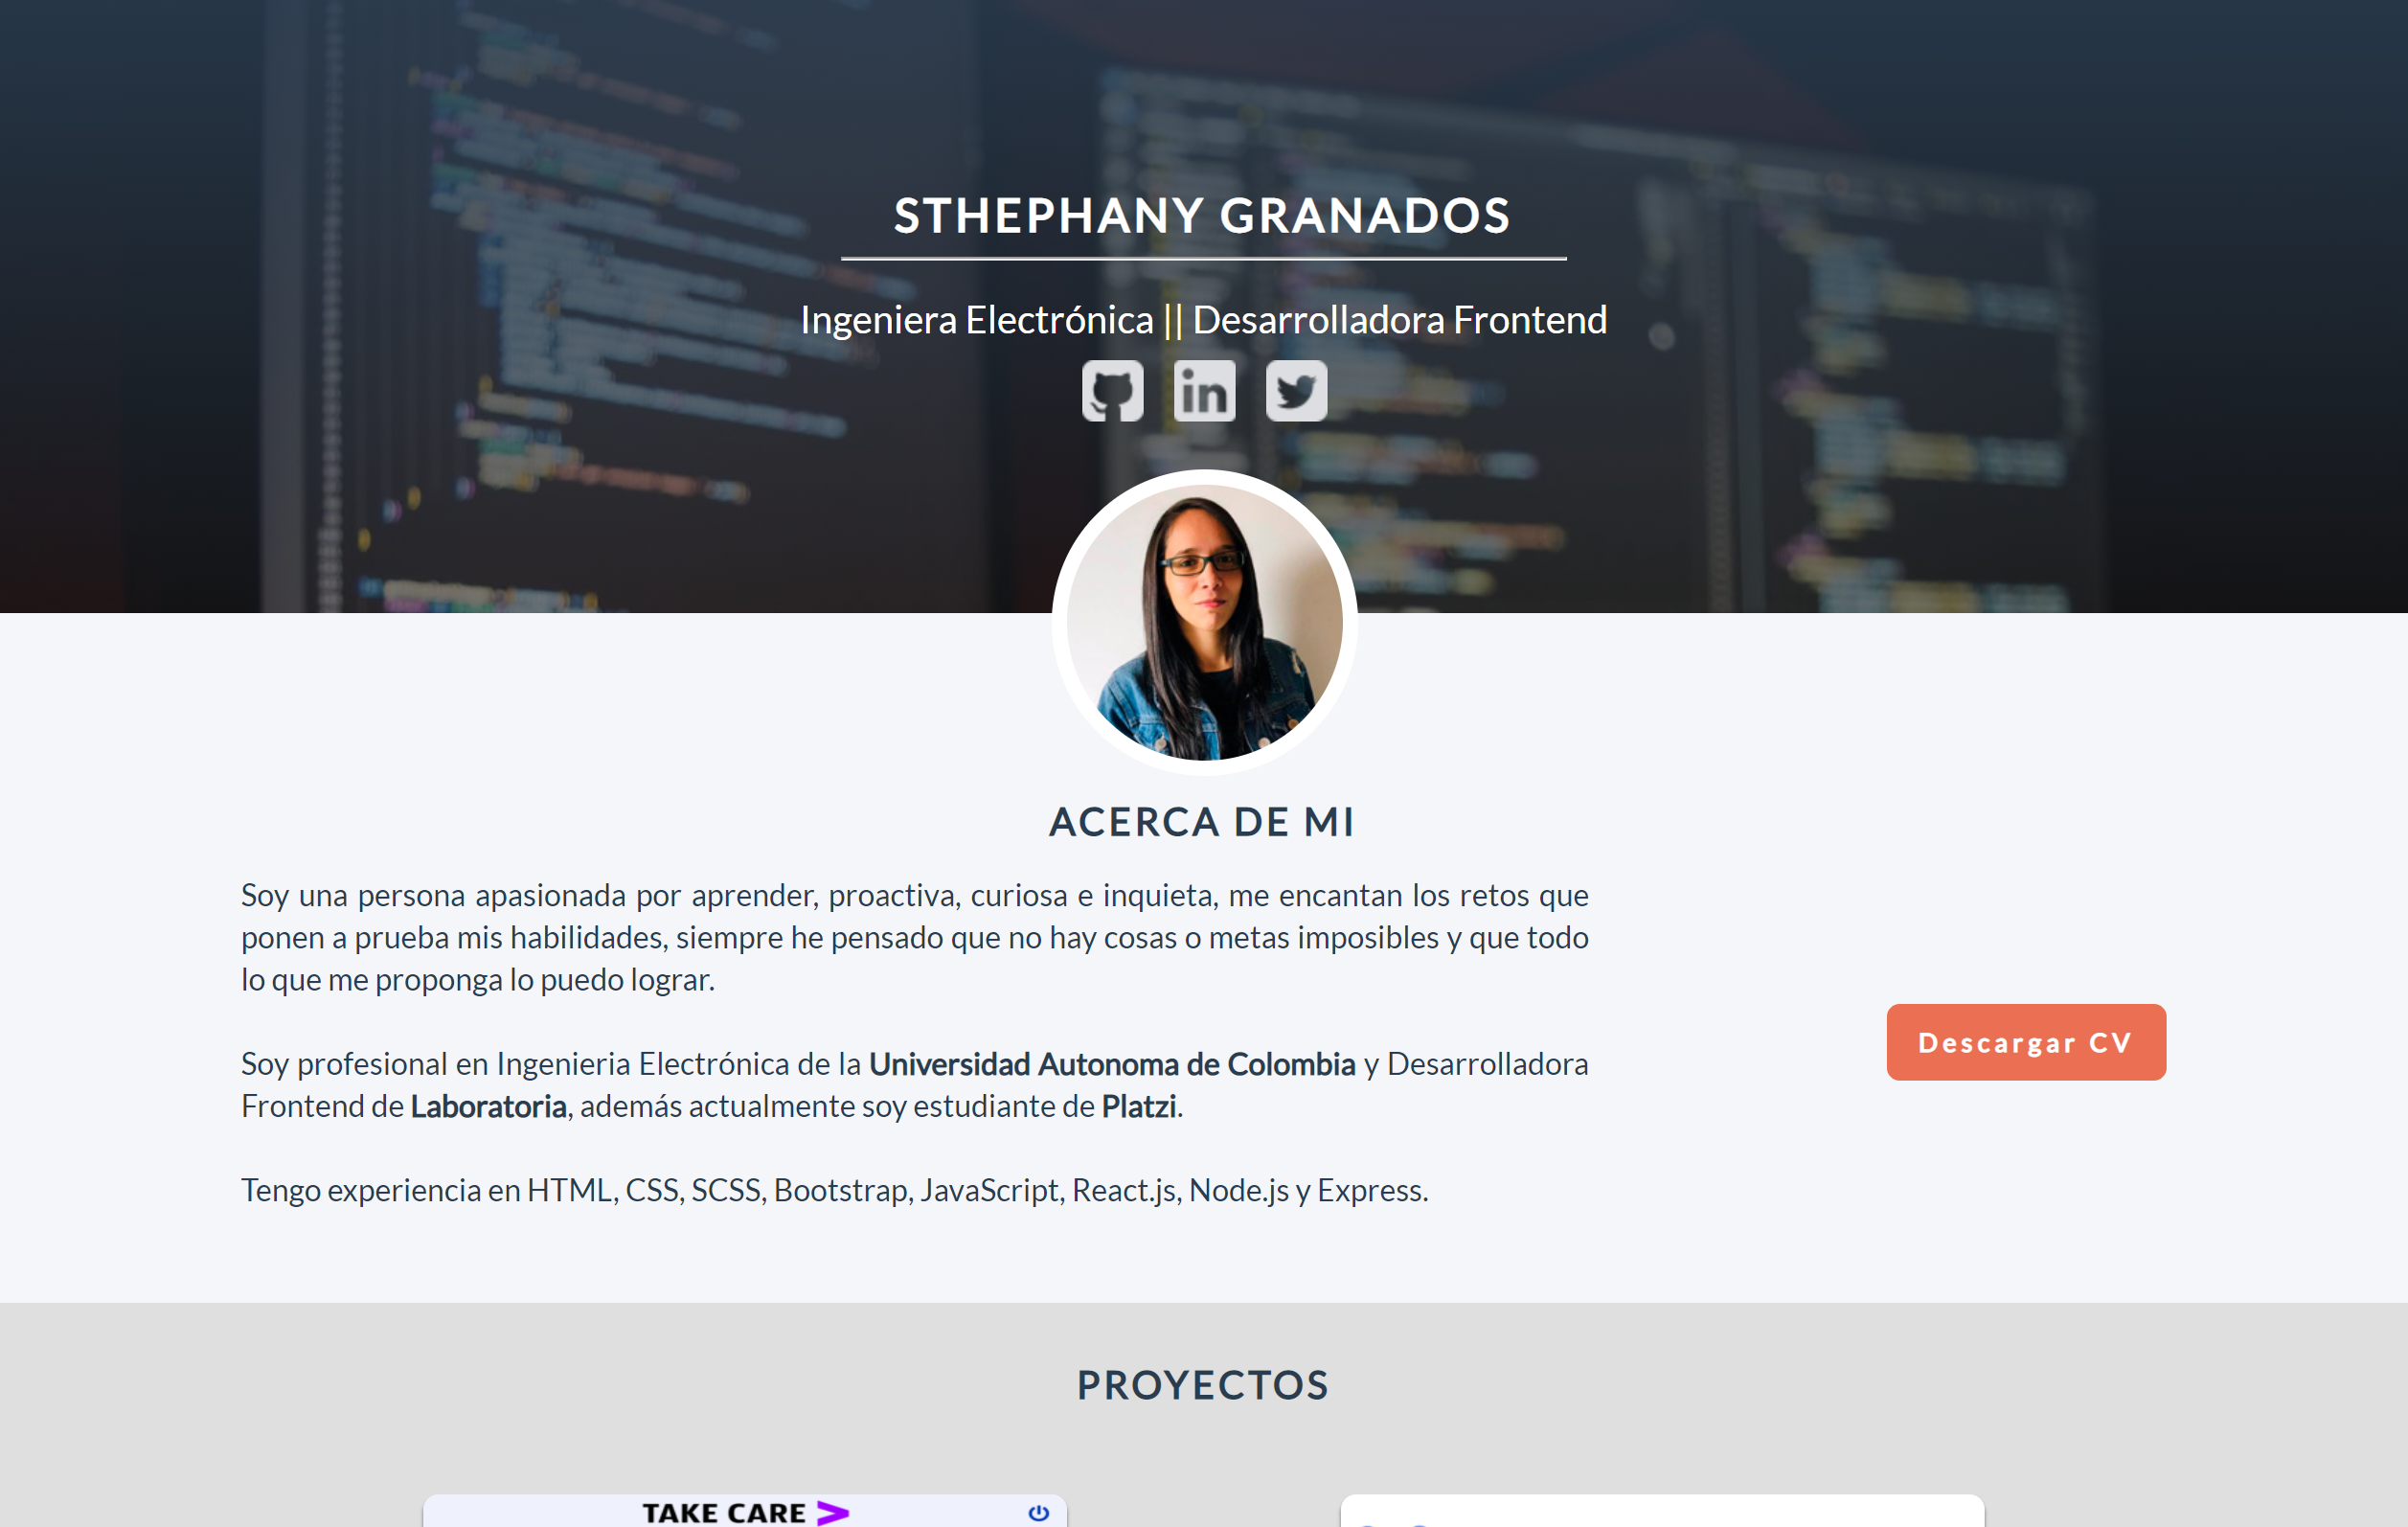 STHEPHANY GRANADOS
Ingeniera Electrónica || Desarrolladora Frontend
in
ACERCA DE MI
Soy una persona apasionada por aprender, proactiva, curiosa e inquieta, me encantan los retos que
ponen a prueba mis habilidades, siempre he pensado que no hay cosas o metas imposibles y que todo
lo que me proponga lo puedo lograr.
Soy profesional en Ingenieria Electrónica de la Universidad Autonoma de Colombia y Desarrolladora
Frontend de Laboratoria, además actualmente soy estudiante de Platzi.
Tengo experiencia en HTML, CSS, SCSS, Bootstrap, JavaScript, React.js, Node.js y Express.
Descargar CV
PROYECTOS
TAKE CARE >